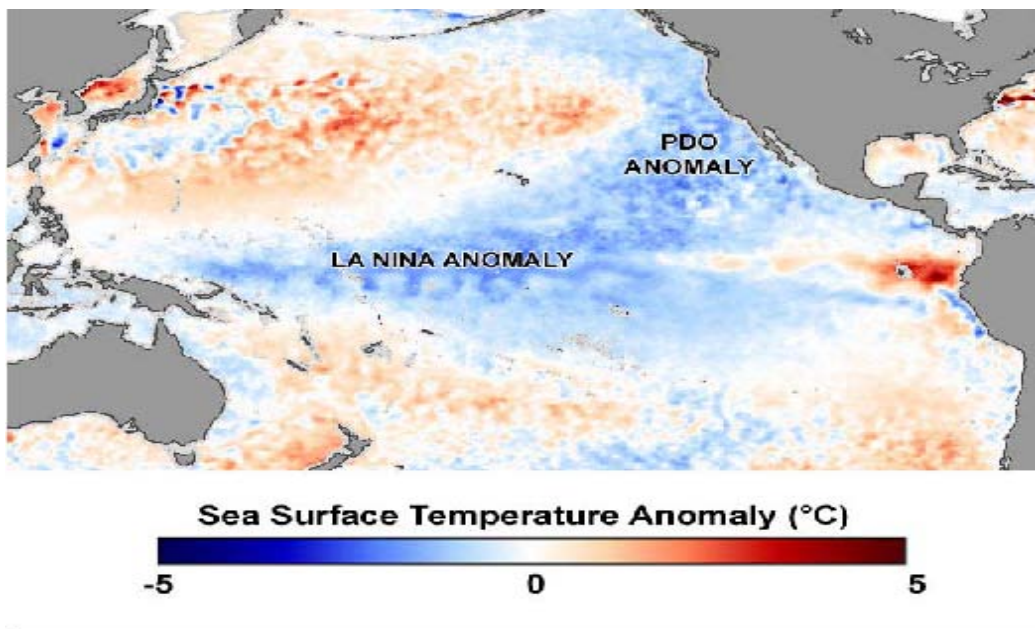 PDO
ANOMALY
LA NINA ANOMALY
Sea Surface Temperature Anomaly (°C)
-5 0 5